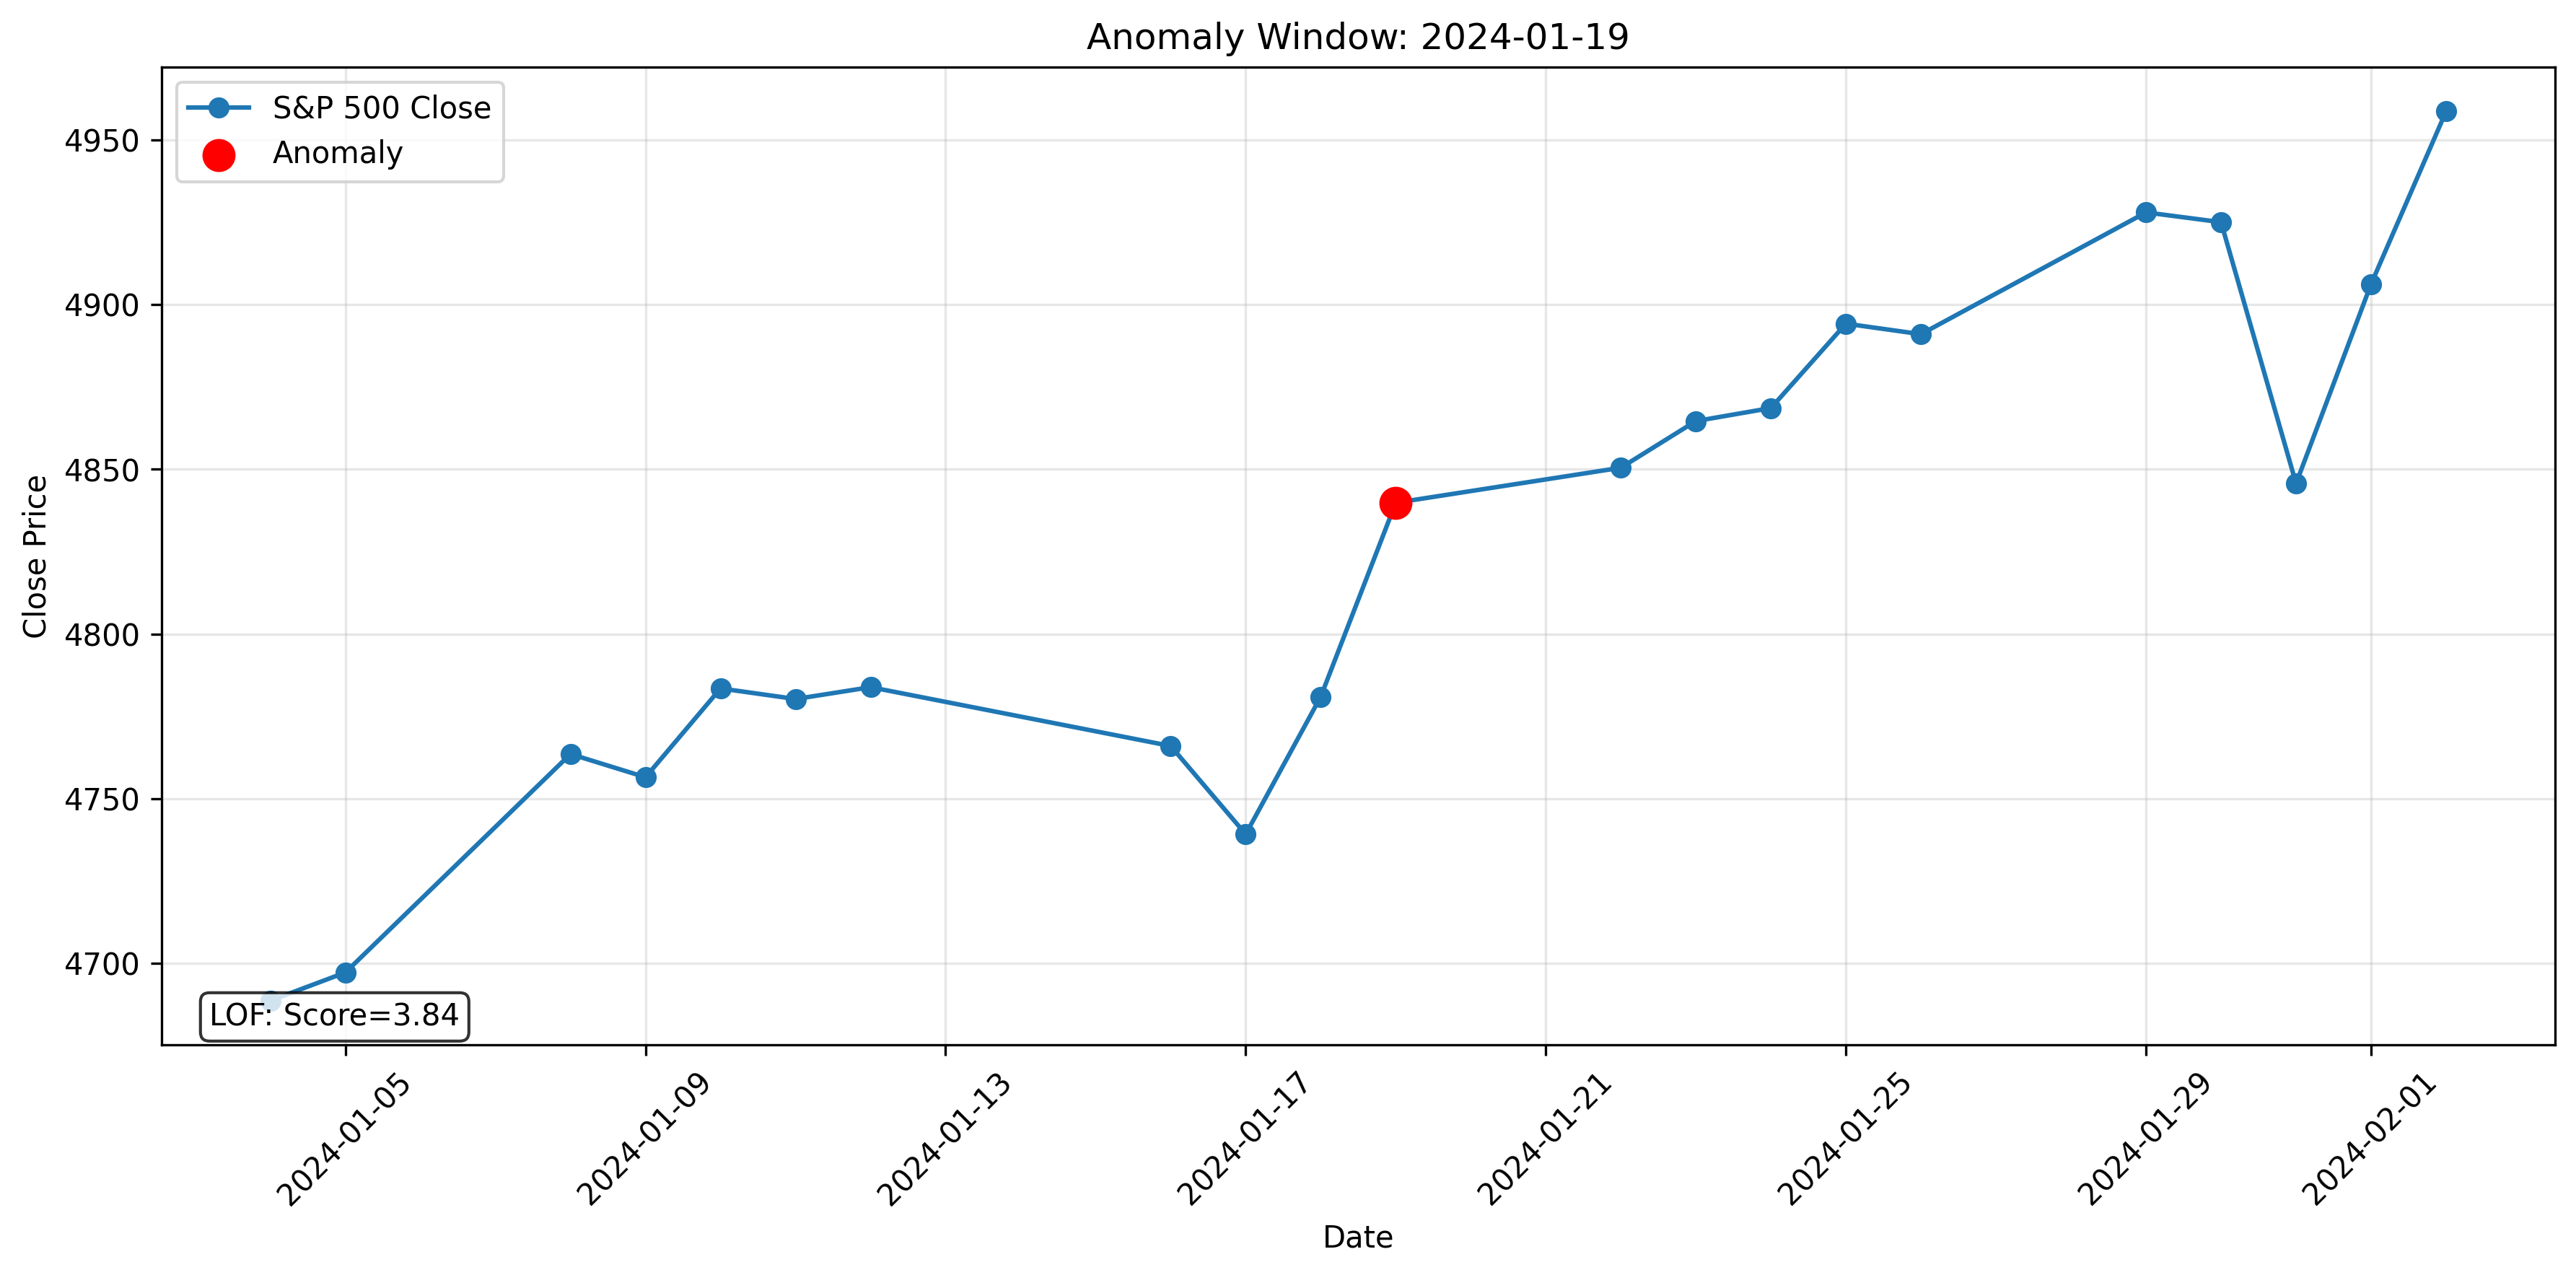 Anomaly Window: 2024-01-19
S&P 500 Close
Anomaly
Close Price
4950
4900
4850
4800
4750
4700
LOF: Score=3.84
2024-01-05
2024-01-09
2024-01-13
2024-01-17
2024-01-21
2024-01-25
2024-01-29
2024-02-01
Date